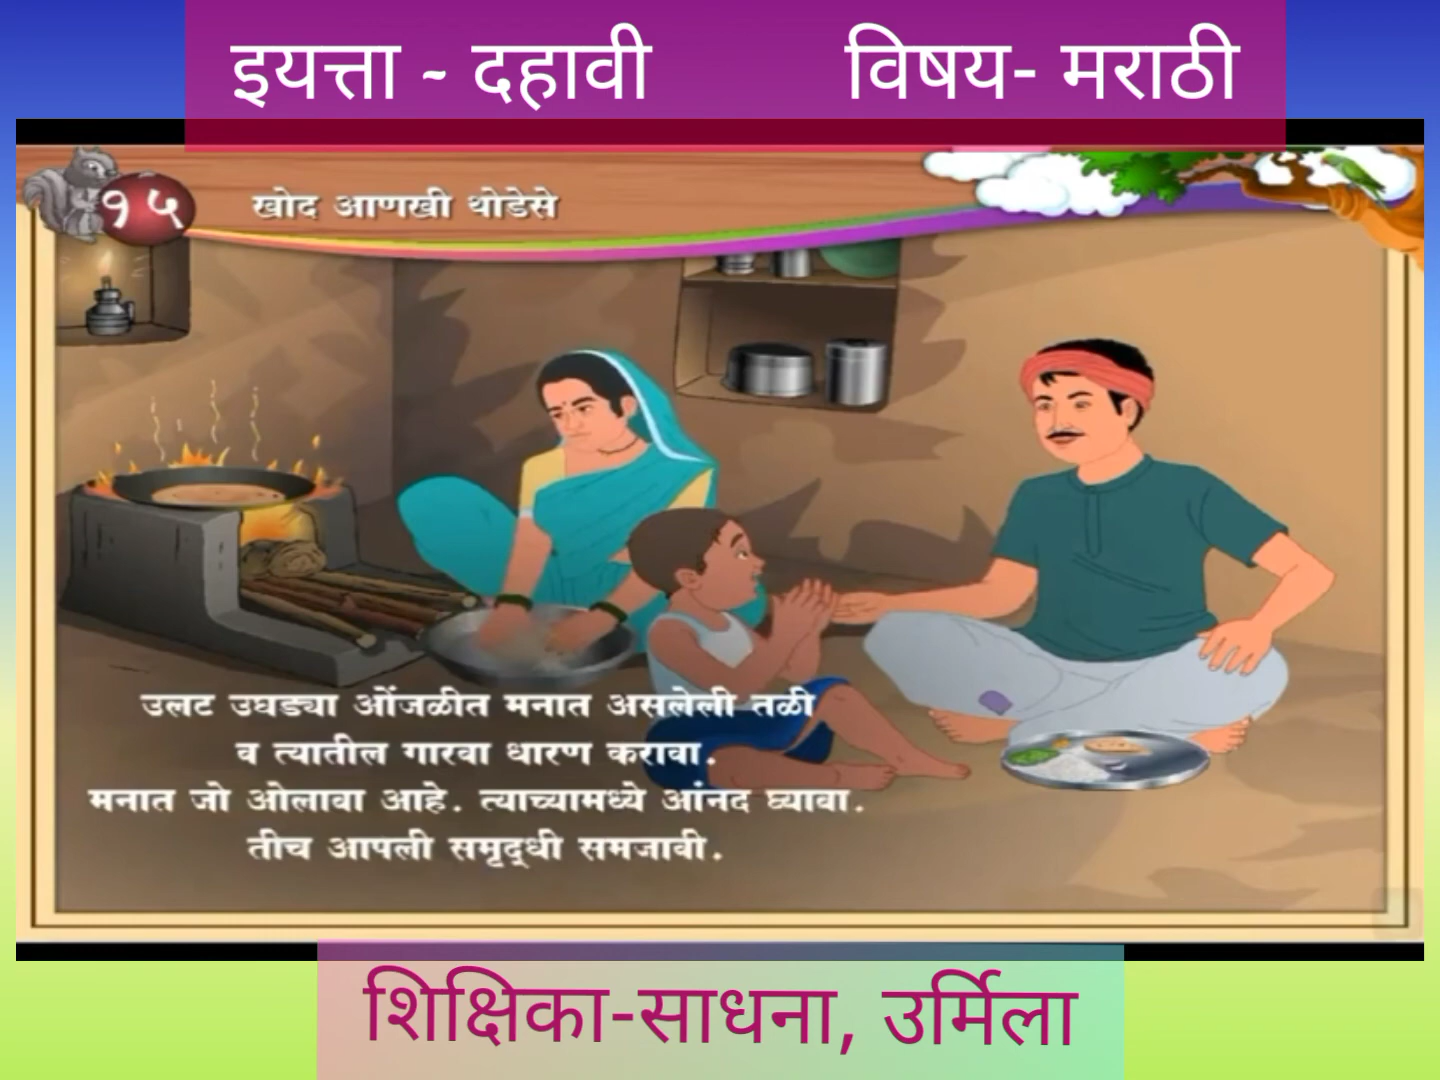 इयत्ता - दहावी विषय- मराठी
१५ खोद आणखी थोडेसे
उलट उघड्या ओंजळीत मनात असलेली तळी
व त्यातील गारवा धारण करावा.
मनात जो ओलावा आहे. त्याच्यामध्ये आंनद घ्यावा.
तीच आपली समृद्धी समजावी.
शिक्षिका-साधना, उर्मिला